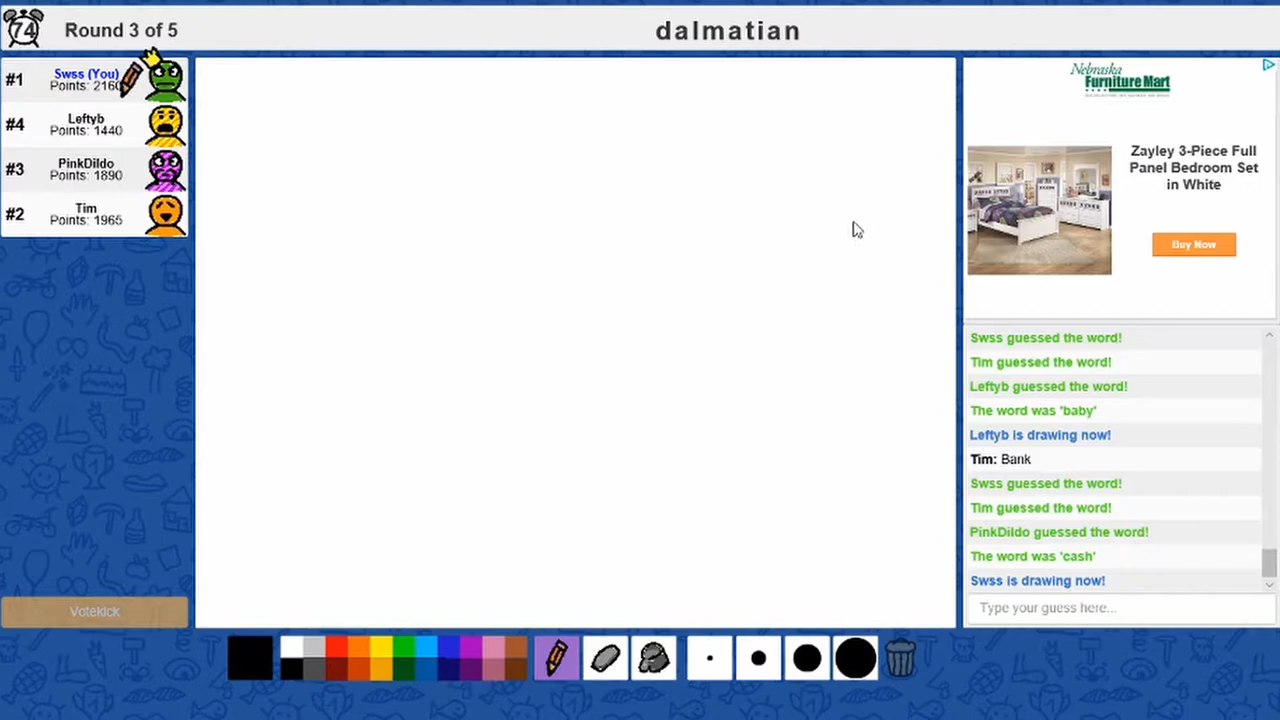 74
Round 3 of 5
dalmatian
#1
Swss (You)
Points: 2160
#4
Leftyb
Points: 1440
#3
PinkDildo
Points: 1890
#2
Tim
Points: 1965
Votekick
Nebraska
Furniture Mart
Zayley 3-Piece Full
Panel Bedroom Set
in White
Buy Now
Swss guessed the word!
Tim guessed the word!
Leftyb guessed the word!
The word was 'baby'
Leftyb is drawing now!
Tim: Bank
Swss guessed the word!
Tim guessed the word!
PinkDildo guessed the word!
The word was 'cash'
Swss is drawing now!
Type your guess here...